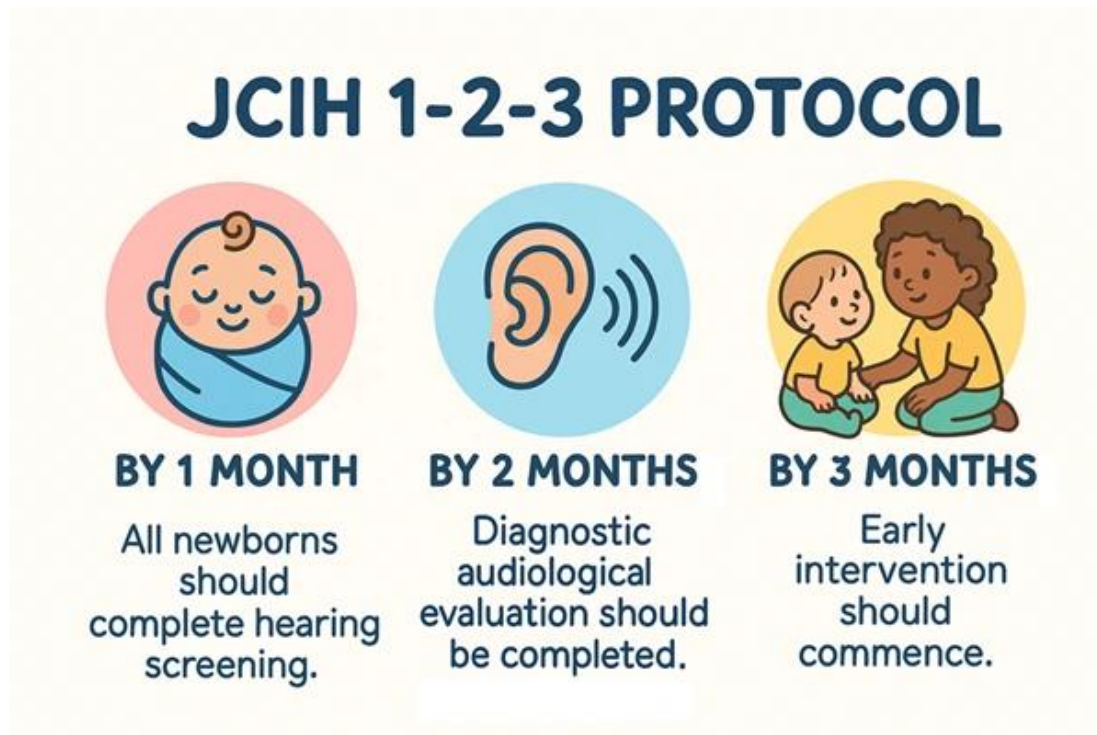 JCIH 1-2-3 PROTOCOL
BY 1 MONTH
All newborns
should
complete hearing
screening.
BY 2 MONTHS
Diagnostic
audiological
evaluation should
be completed.
BY 3 MONTHS
Early
intervention
should
commence.